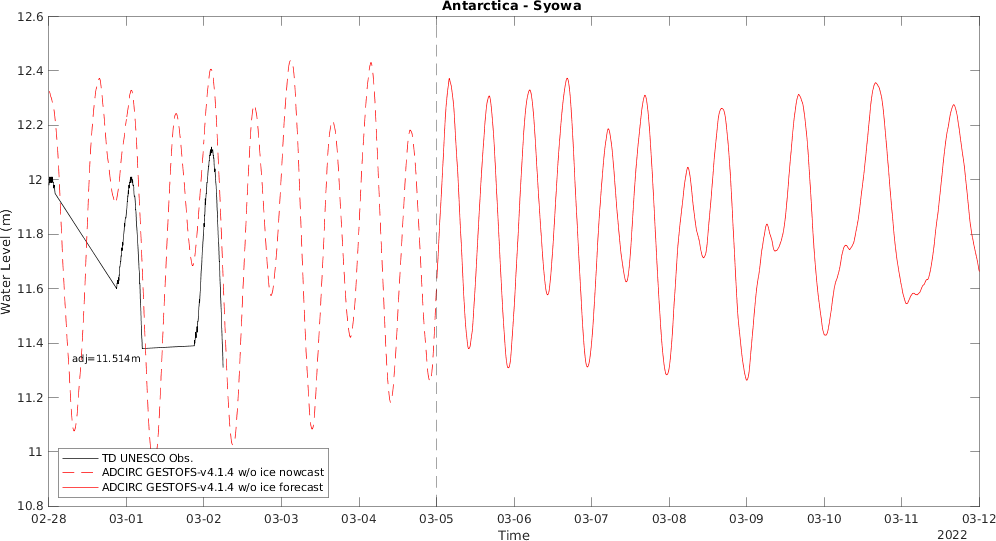 Antarctica - Syowa
12.6
12.4
12.2
12
11.8
11.6
11.4
11.2
11
10.8
Water Level (m)
adj=11.514m
TD UNESCO Obs.
ADCIRC GESTOFS-v4.1.4 w/o ice nowcast
ADCIRC GESTOFS-v4.1.4 w/o ice forecast
02-28 03-01 03-02 03-03 03-04 03-05 03-06 03-07 03-08 03-09 03-10 03-11 03-12
Time
2022